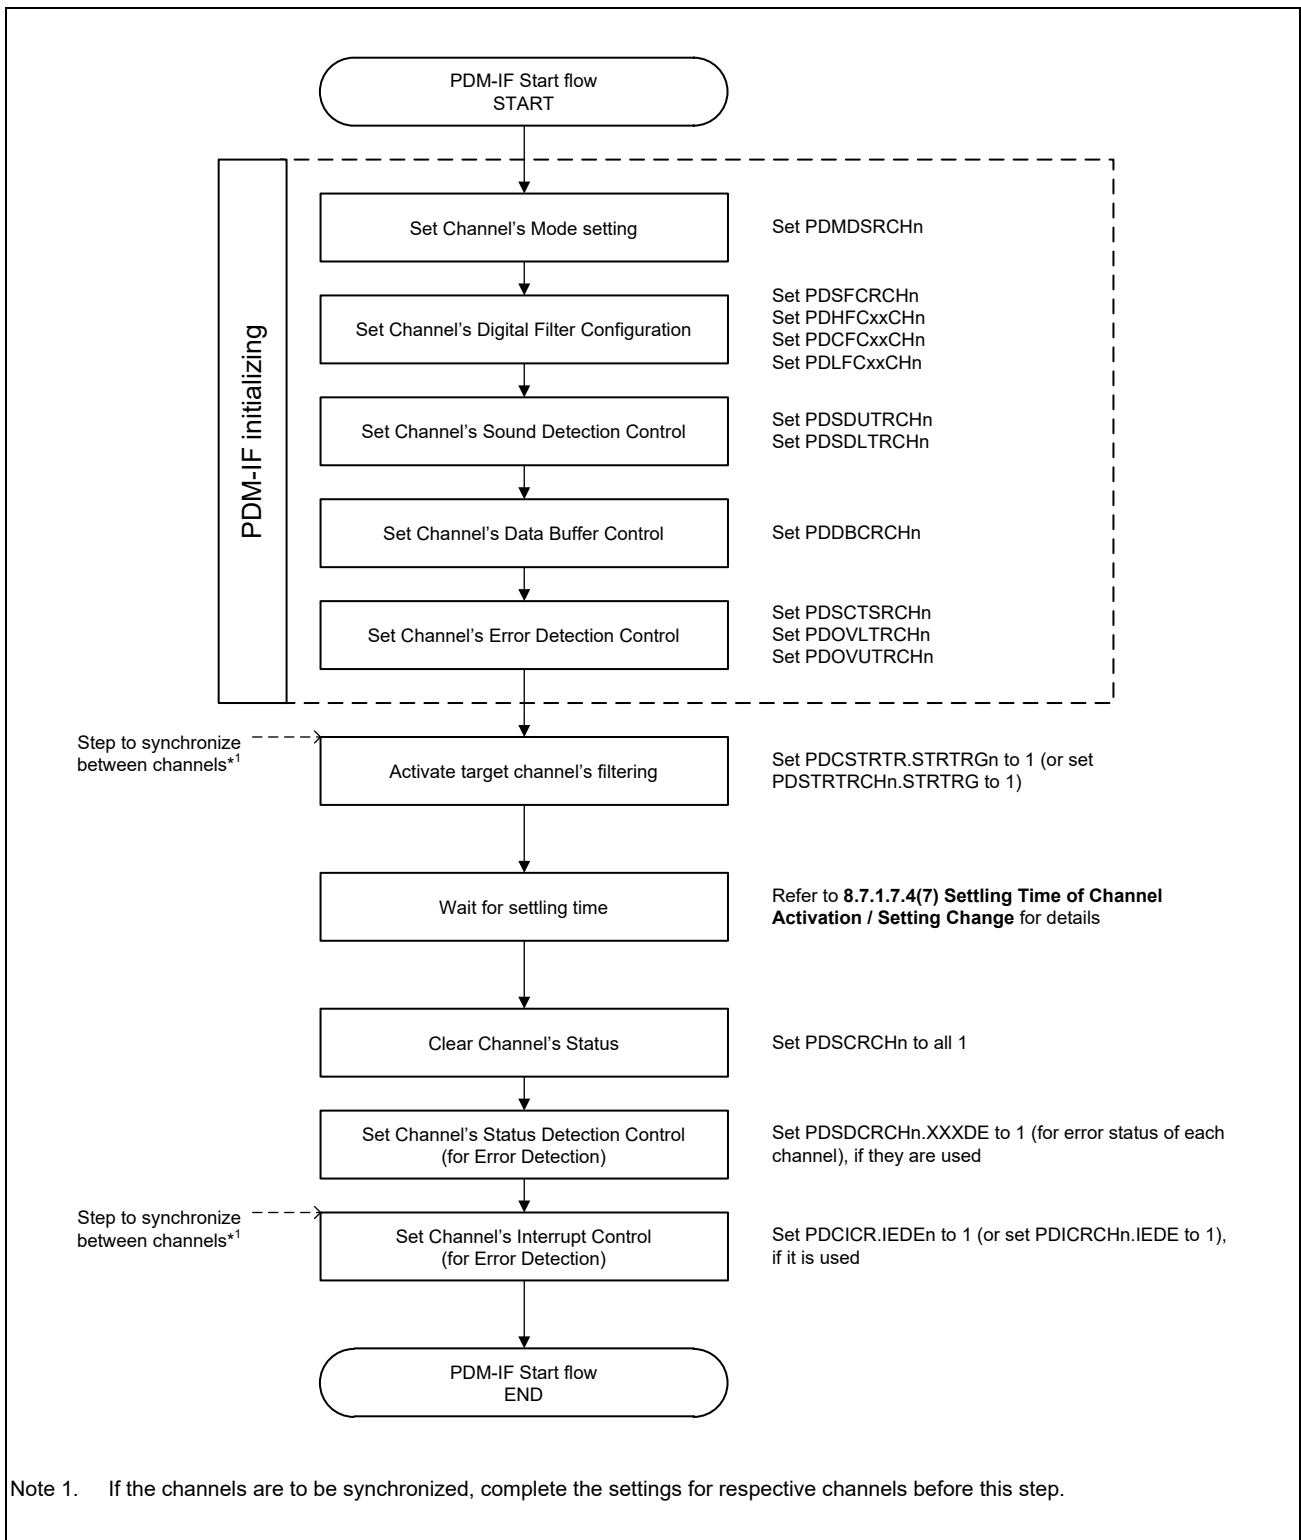 PDM-IF Start flow
START
PDM-IF initializing
Set Channel's Mode setting
Set PDMDSRCHn
Set Channel's Digital Filter Configuration
Set PDSFCRCHn
Set PDHFCxxCHn
Set PDCFCxxCHn
Set PDLFCxxCHn
Set Channel's Sound Detection Control
Set PDSDUTRCHn
Set PDSDLTRCHn
Set Channel's Data Buffer Control
Set PDDBCRCHn
Set Channel's Error Detection Control
Set PDSCTSRCHn
Set PDOVLTRCHn
Set PDOVUTRCHn
Step to synchronize
between channels*1
Activate target channel's filtering
Set PDCSTRTR.STRTRGn to 1 (or set
PDSTRTRCHn.STRTRG to 1)
Wait for settling time
Refer to 8.7.1.7.4(7) Settling Time of Channel
Activation / Setting Change for details
Clear Channel's Status
Set PDSCRCHn to all 1
Set Channel's Status Detection Control
(for Error Detection)
Set PDSDCRCHn.XXXDE to 1 (for error status of each
channel), if they are used
Step to synchronize
between channels*1
Set Channel's Interrupt Control
(for Error Detection)
Set PDCICR.IEDEn to 1 (or set PDICRCHn.IEDE to 1),
if it is used
PDM-IF Start flow
END
Note 1. If the channels are to be synchronized, complete the settings for respective channels before this step.